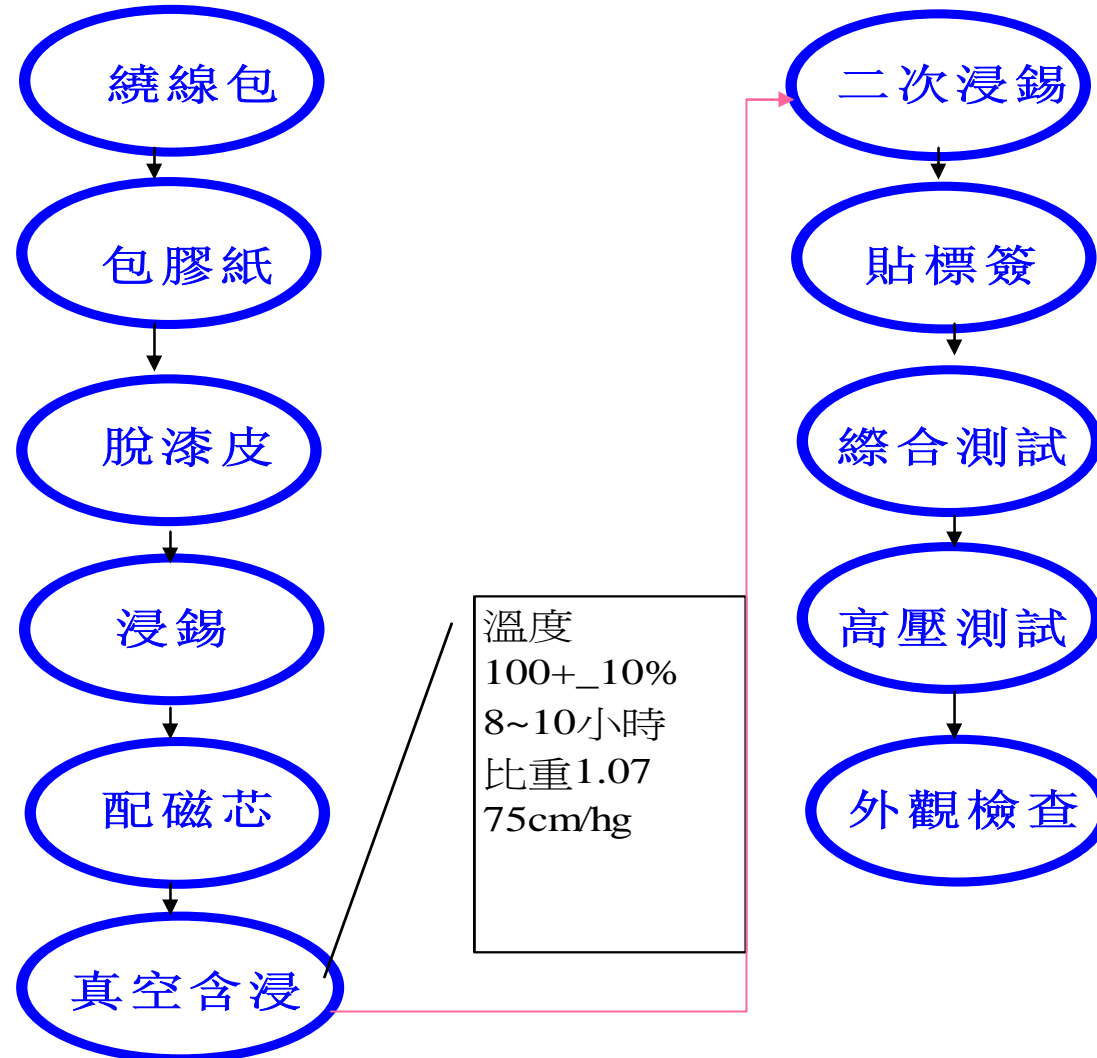 繞線包
包膠紙
脫漆皮
浸錫
配磁芯
真空含浸
溫度
100+_10%
8~10小時
比重1.07
75cm/hg
二次浸錫
貼標簽
縩合測試
高壓測試
外觀檢查